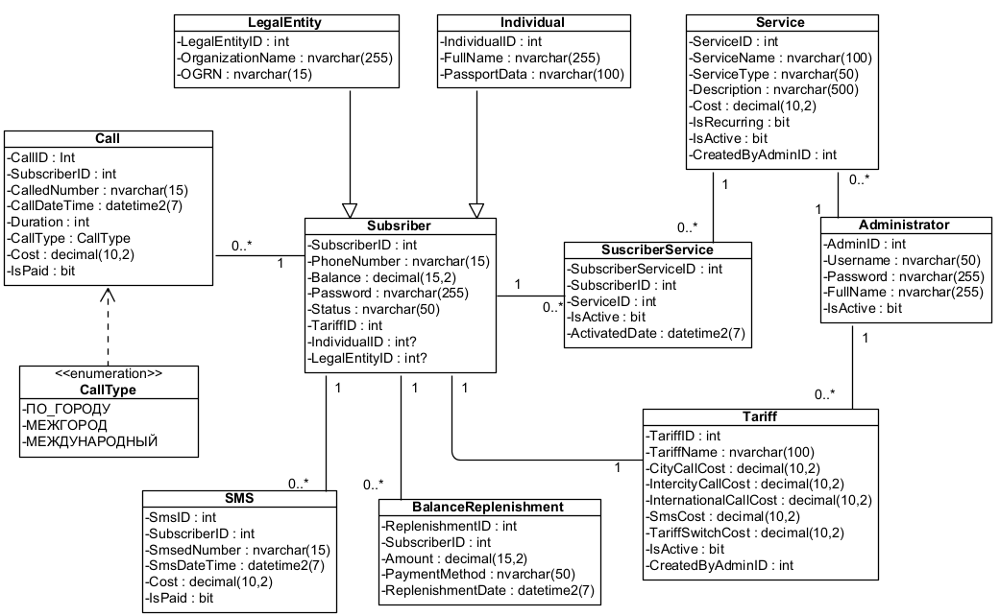 LegalEntity
-LegalEntityID : int
-OrganizationName : nvarchar(255)
-OGRN : nvarchar(15)
Individual
-IndividualID : int
-FullName : nvarchar(255)
-PassportData : nvarchar(100)
Service
-ServiceID : int
-ServiceName : nvarchar(100)
-ServiceType : nvarchar(50)
-Description : nvarchar(500)
-Cost : decimal(10,2)
-IsRecurring : bit
-IsActive : bit
-CreatedByAdminID : int
Call
-CallID : Int
-SubscriberID : int
-CalledNumber : nvarchar(15)
-CallDateTime : datetime2(7)
-Duration : int
-CallType : CallType
-Cost : decimal(10,2)
-IsPaid : bit
0..*
1
Subsriber
-SubscriberID : int
-PhoneNumber : nvarchar(15)
-Balance : decimal(15,2)
-Password : nvarchar(255)
-Status : nvarchar(50)
-TariffID : int
-IndividualID : int?
-LegalEntityID : int?
1
0..*
1
0..*
SuscriberService
-SubscriberServiceID : int
-SubscriberID : int
-ServiceID : int
-IsActive : bit
-ActivatedDate : datetime2(7)
0..*
1
Administrator
-AdminID : int
-Username : nvarchar(50)
-Password : nvarchar(255)
-FullName : nvarchar(255)
-IsActive : bit
1
0..*
<<enumeration>>
CallType
-ПО_ГОРОДУ
-МЕЖГОРОД
-МЕЖДУНАРОДНЫЙ
1
0..*
1
0..*
1
1
SMS
-SmsID : int
-SubscriberID : int
-SmsedNumber : nvarchar(15)
-SmsDateTime : datetime2(7)
-Cost : decimal(10,2)
-IsPaid : bit
BalanceReplenishment
-ReplenishmentID : int
-SubscriberID : int
-Amount : decimal(15,2)
-PaymentMethod : nvarchar(50)
-ReplenishmentDate : datetime2(7)
Tariff
-TariffID : int
-TariffName : nvarchar(100)
-CityCallCost : decimal(10,2)
-IntercityCallCost : decimal(10,2)
-InternationalCallCost : decimal(10,2)
-SmsCost : decimal(10,2)
-TariffSwitchCost : decimal(10,2)
-IsActive : bit
-CreatedByAdminID : int